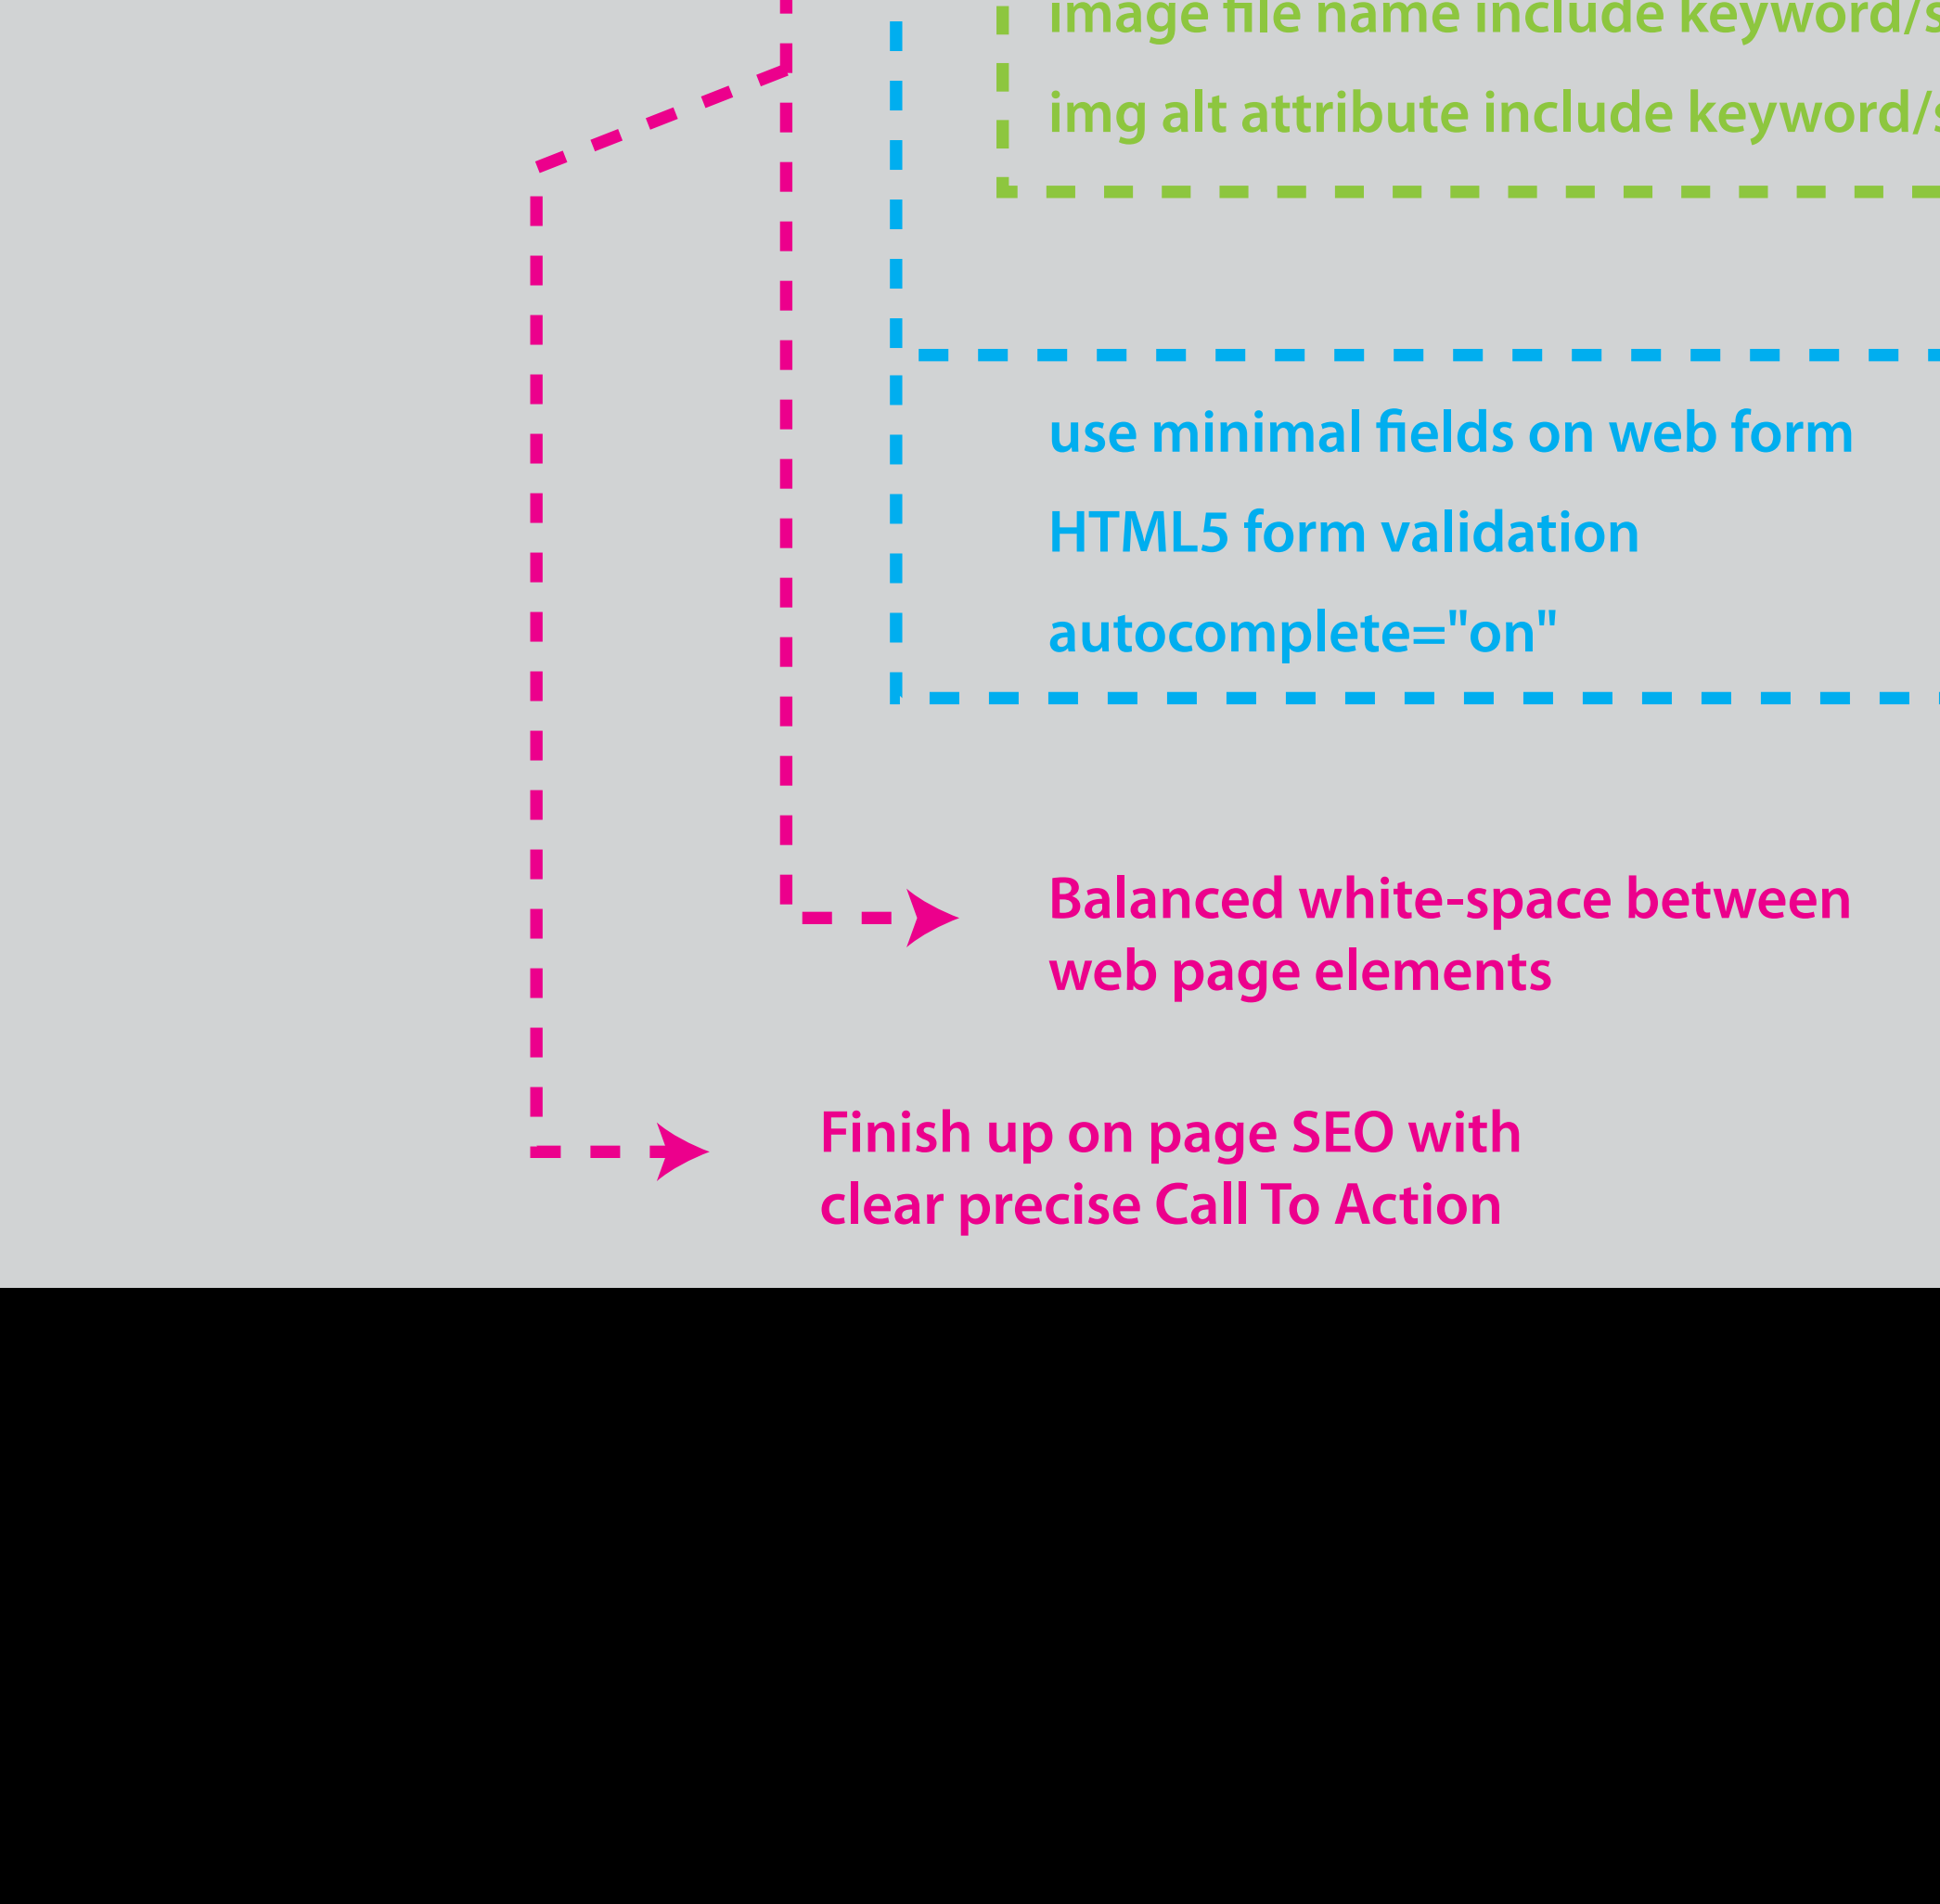 image file name include keyword/s
img alt attribute include keyword/s
use minimal fields on web form
HTML5 form validation
autocomplete="on"
Balanced white-space between
web page elements
Finish up on page SEO with
clear precise Call To Action